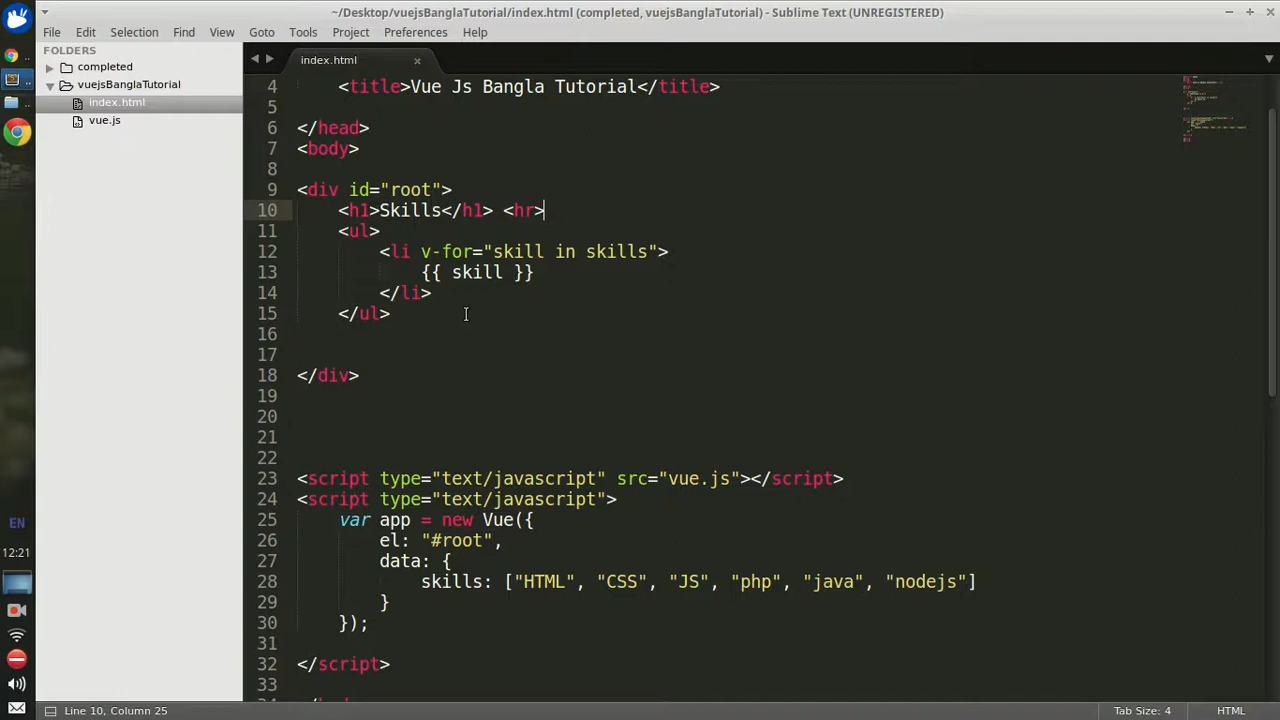 ~/Desktop/vuejsBanglaTutorial/index.html (completed, vuejsBanglaTutorial) - Sublime Text (UNREGISTERED)
File Edit Selection Find View Goto Tools Project Preferences Help
FOLDERS
completed
vuejsBanglaTutorial
index.html
vue.js
index.html
4 <title>Vue Js Bangla Tutorial</title>
5
6 </head>
7 <body>
8
9 <div id="root">
10 <h1>Skills</h1> <hr>
11 <ul>
12 <li v-for="skill in skills">
13 {{ skill }}
14 </li>
15 </ul>
16
17
18 </div>
19
20
21
22
23 <script type="text/javascript" src="vue.js"></script>
24 <script type="text/javascript">
25 var app = new Vue({
26 el: "#root",
27 data: {
28 skills: ["HTML", "CSS", "JS", "php", "java", "nodejs"]
29 }
30 });
31
32 </script>
33
EN
12:21
Line 10, Column 25
Tab Size: 4
HTML